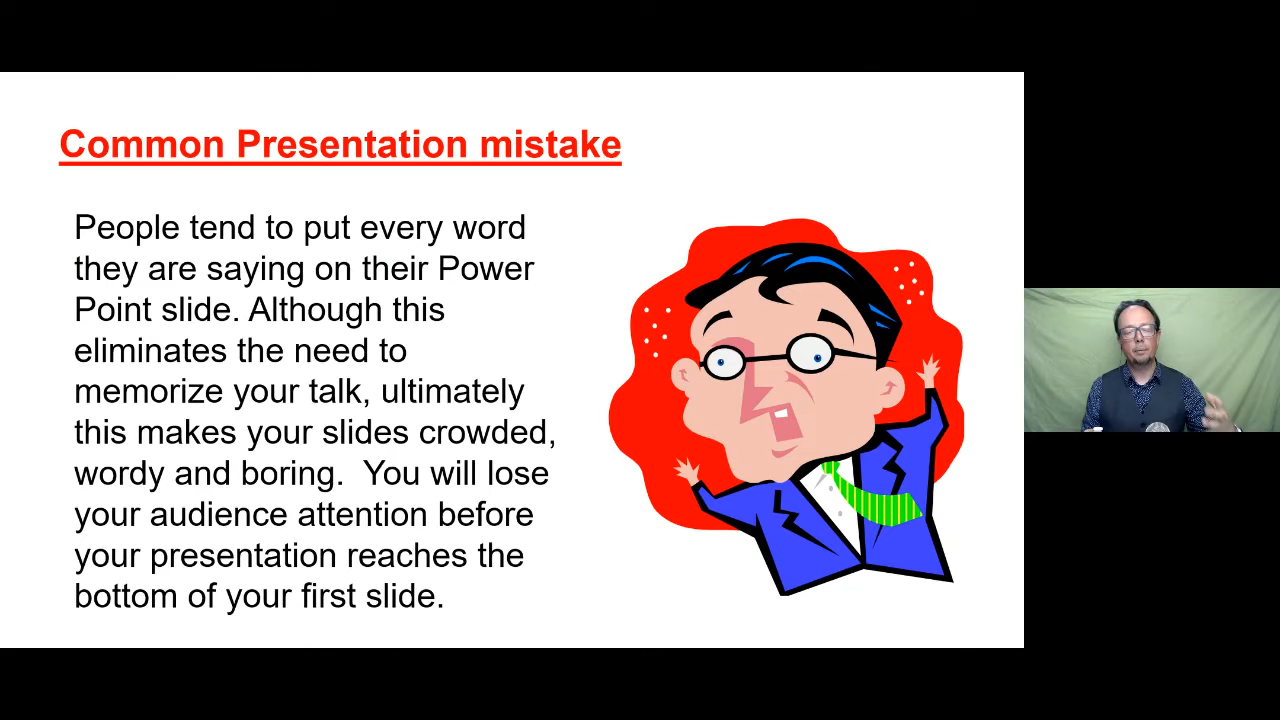 Common Presentation mistake
People tend to put every word
they are saying on their Power
Point slide. Although this
eliminates the need to
memorize your talk, ultimately
this makes your slides crowded,
wordy and boring.  You will lose
your audience attention before
your presentation reaches the
bottom of your first slide.